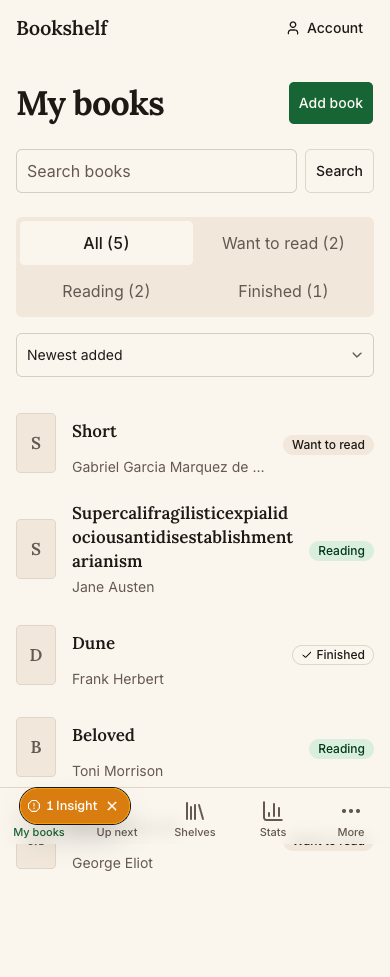 Bookshelf
Account
My books
Add book
Search books
Search
All (5)
Want to read (2)
Reading (2)
Finished (1)
Newest added
S
Short
Gabriel Garcia Marquez de ...
Want to read
S
Supercalifragilisticexpialid
ociousantidisestablishment
arianism
Jane Austen
Reading
D
Dune
Frank Herbert
Finished
B
Beloved
Toni Morrison
Reading
1 Insight
My books
Up next
Shelves
Stats
More
George Eliot